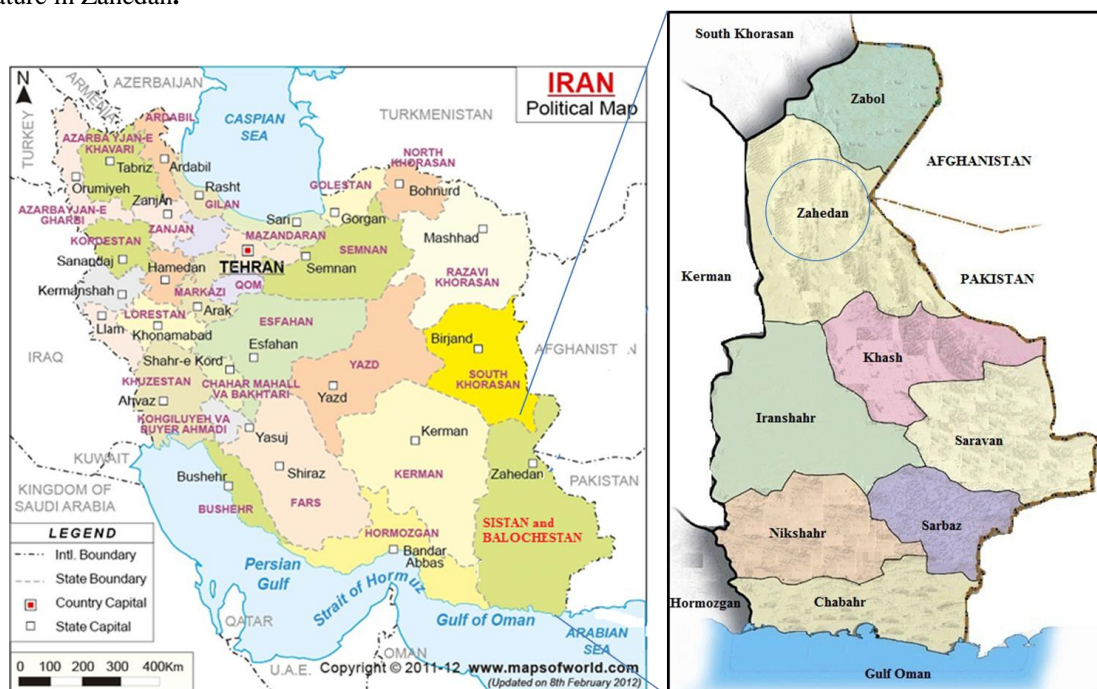 ature in Zahedan.
IRAN
Political Map
N
TURKEY
ARMENIA
AZERBAIJAN
CASPIAN
SEA
TURKMENISTAN
ARDABIL
AZARBA YJAN-E
KHAVARI
Tabriz
Ardabil
Orumiyeh
Rasht
GILAN
Zanjan
AZARBAYJAN-E
GHARBI
ZANJAN
NORTH
KHORASAN
Bohnurd
GOLESTAN
Gorgan
Sari
MAZANDARAN
Mashhad
KORDESTAN
Sanandaj
TEHRAN
Semnan
SEMNAN
Hamedan
QOM
RAZAVI
KHORASAN
Kermanshah
MARKAZI
Arak
LORESTAN
Khonamabad
Llam
ESFAHAN
Esfahan
IRAQ
Shahr-e Kord
Birjand
AFGHANIST N
YAZD
SOUTH
KHORASAN
KHUZESTAN
CHAHAR MAHALL
VA BAKHTARI
Ahvaz
Yazd
KOHGILUYEH VA
BUYER AHMADI
Yasuj
Kerman
KUWAIT
Zahedan
PAKISTAN
Bushehr
Shiraz
KERMAN
KINGDOM OF
SAUDI ARABIA
BUSHEHR
FARS
SISTAN and
BALOCHESTAN
HORMOZGAN
Bandar
Abbas
Persian
Gulf
Strait of Hormuz
QATAR
Gulf of Oman
ARABIAN
SEA
OMAN
U.A.E.
LEGEND
Intl. Boundary
State Boundary
Country Capital
State Capital
0 100 200 400Km
Copyright © 2011-12 www.mapsofworld.com
(Updated on 8th February 2012)
South Khorasan
Zabol
AFGHANISTAN
Zahedan
Kerman
PAKISTAN
Khash
Iranshahr
Saravan
Nikshahr
Sarbaz
Hormozgan
Chabahr
Gulf Oman